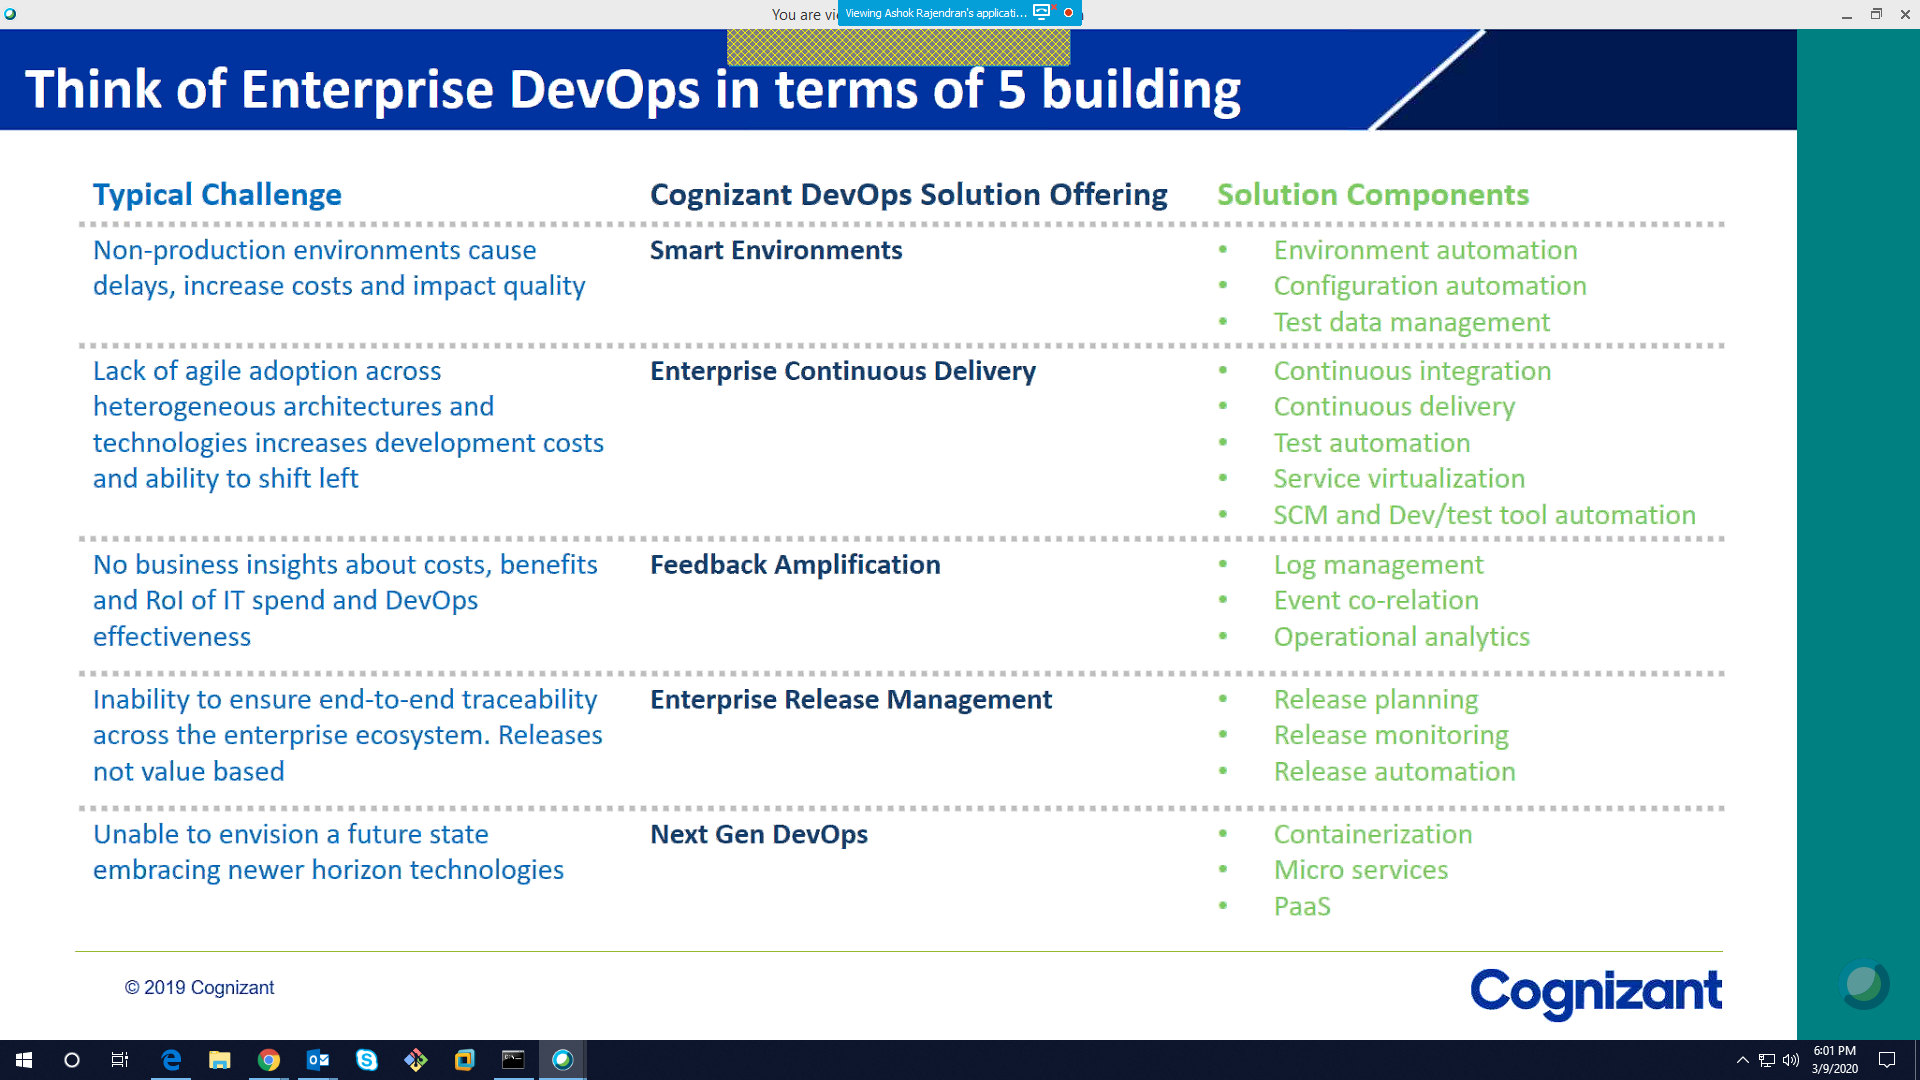 You are vi
Viewing Ashok Rajendran's applicati...
Think of Enterprise DevOps in terms of 5 building
Typical Challenge
Cognizant DevOps Solution Offering
Solution Components
Non-production environments cause
delays, increase costs and impact quality
Smart Environments
• Environment automation
• Configuration automation
• Test data management
Lack of agile adoption across
heterogeneous architectures and
technologies increases development costs
and ability to shift left
Enterprise Continuous Delivery
• Continuous integration
• Continuous delivery
• Test automation
• Service virtualization
• SCM and Dev/test tool automation
No business insights about costs, benefits
and RoI of IT spend and DevOps
effectiveness
Feedback Amplification
• Log management
• Event co-relation
• Operational analytics
Inability to ensure end-to-end traceability
across the enterprise ecosystem. Releases
not value based
Enterprise Release Management
• Release planning
• Release monitoring
• Release automation
Unable to envision a future state
embracing newer horizon technologies
Next Gen DevOps
• Containerization
• Micro services
• PaaS
© 2019 Cognizant
Cognizant
6:01 PM
3/9/2020